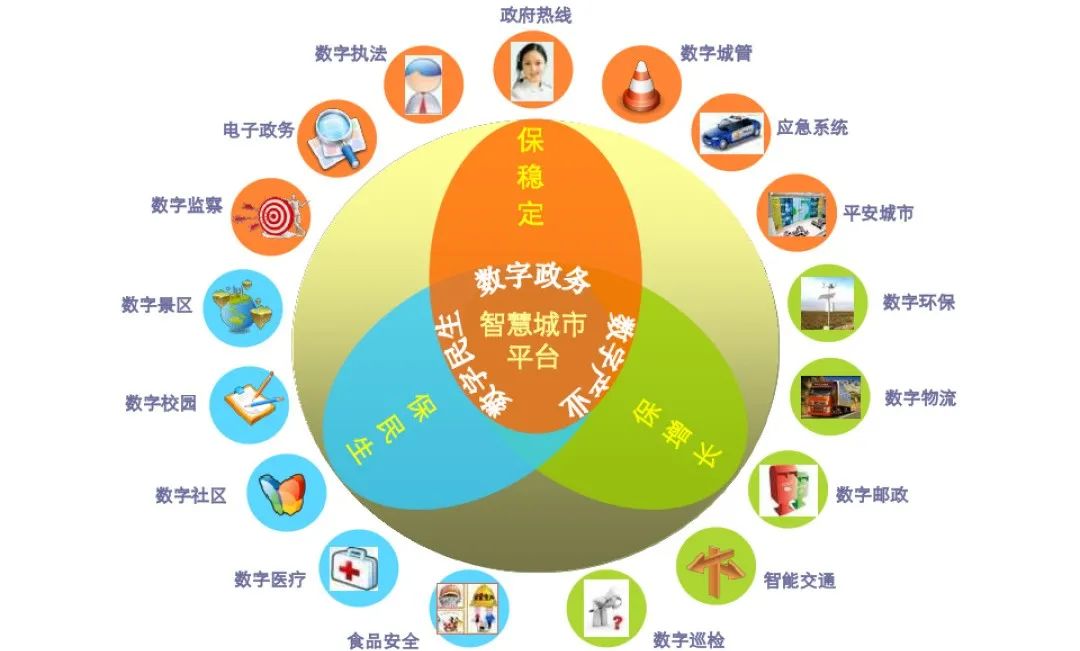 政府热线
数字执法
数字城管
电子政务
应急系统
数字监察
平安城市
数字景区
数字环保
数字校园
数字物流
数字社区
数字邮政
数字医疗
智能交通
食品安全
数字巡检
保稳定
数字政务
智慧城市
平台
数字民生
数字产业
保民生
保增长
?